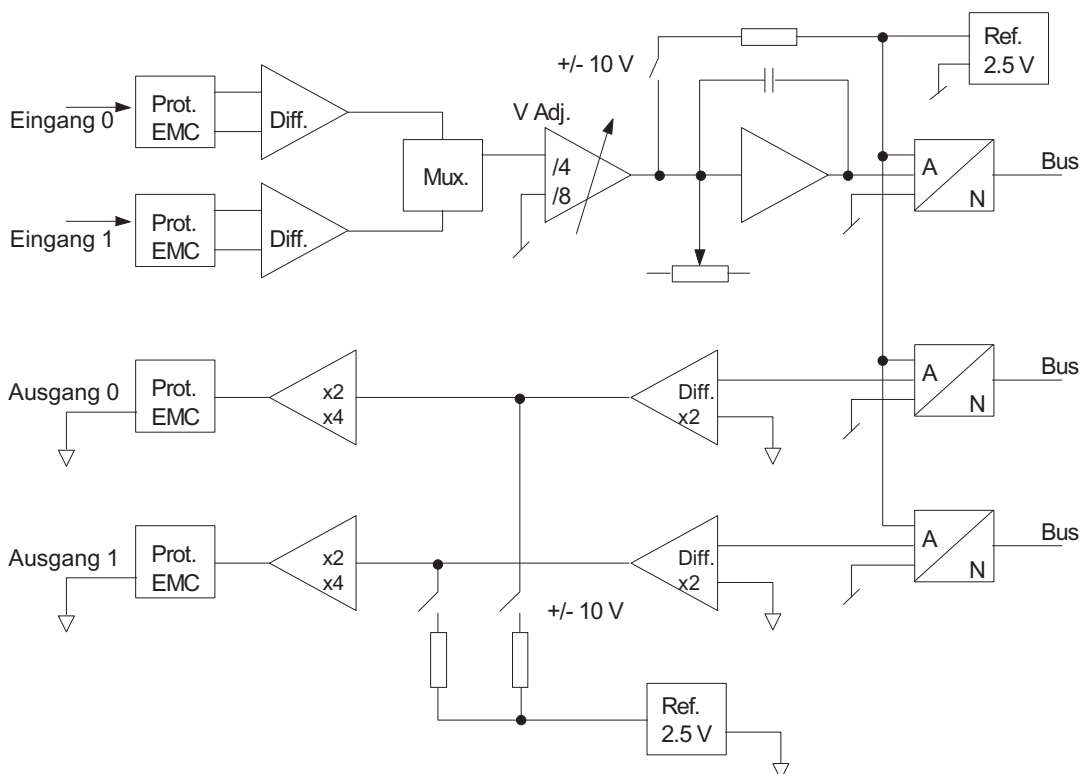 Ref.
2.5 V
+/- 10 V
Eingang 0
Prot.
EMC
Diff.
V Adj.
/4
/8
Mux.
A
N
Bus
Eingang 1
Prot.
EMC
Diff.
Ausgang 0
Prot.
EMC
x2
x4
Diff.
x2
A
N
Bus
Ausgang 1
Prot.
EMC
x2
x4
Diff.
x2
A
N
Bus
+/- 10 V
Ref.
2.5 V